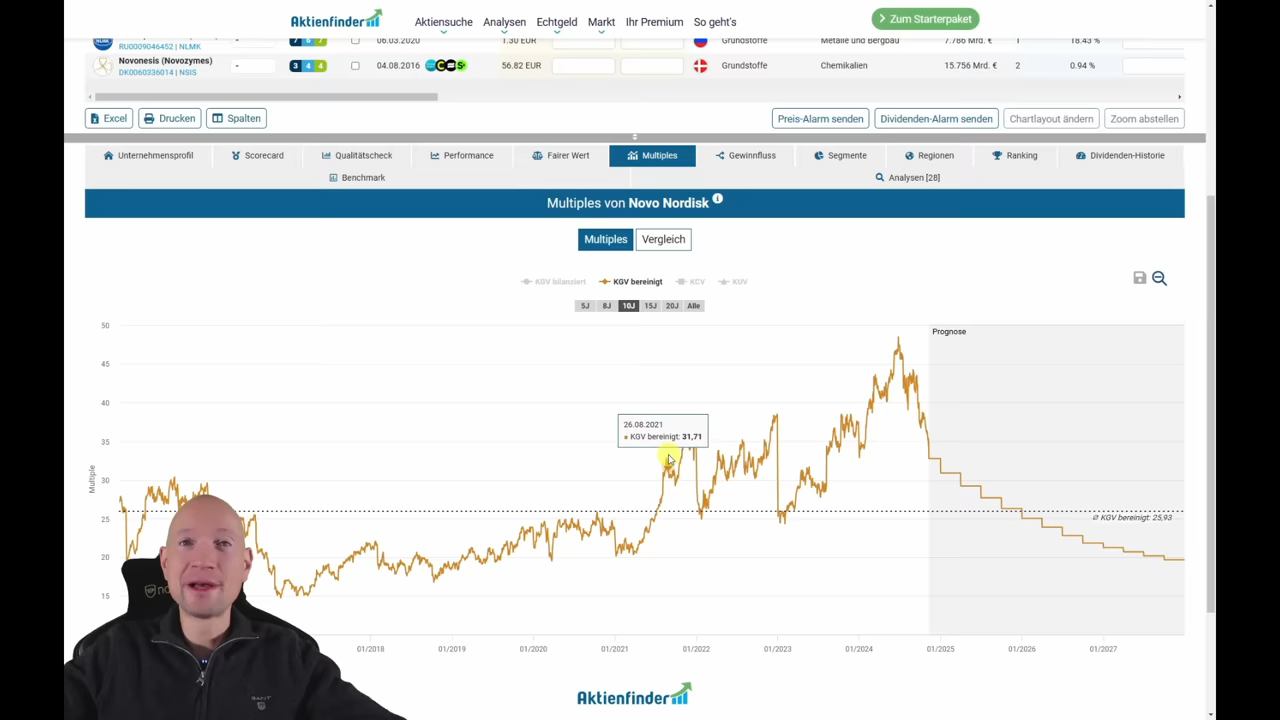 Aktienfinder
Aktiensuche Analysen Echtgeld Markt Ihr Premium So geht's
Zum Starterpaket
RU0009046452 | NLMK - 7 6 7 06.03.2020 1.30 EUR Grundstoffe Metalle und Bergbau 7.786 Mrd. € 1 18.43 %
Novonesis (Novozymes)
DK0060336014 | NSIS - 3 4 4 04.08.2016 56.82 EUR Grundstoffe Chemikalien 15.756 Mrd. € 2 0.94 %
Excel Drucken Spalten Preis-Alarm senden Dividenden-Alarm senden Chartlayout ändern Zoom abstellen
Unternehmensprofil Scorecard Qualitätscheck Performance Fairer Wert Multiples Gewinnfluss Segmente Regionen Ranking Dividenden-Historie
Benchmark Analysen [28]
Multiples von Novo Nordisk
Multiples Vergleich
KGV bilanziert KGV bereinigt KCV KUV
5J 8J 10J 15J 20J Alle
50
Prognose
45
40
26.08.2021
KGV bereinigt: 31,71
35
Multiple
30
25
Ø KGV bereinigt: 25,93
20
15
01/2018 01/2019 01/2020 01/2021 01/2022 01/2023 01/2024 01/2025 01/2026 01/2027
GANT
Aktienfinder